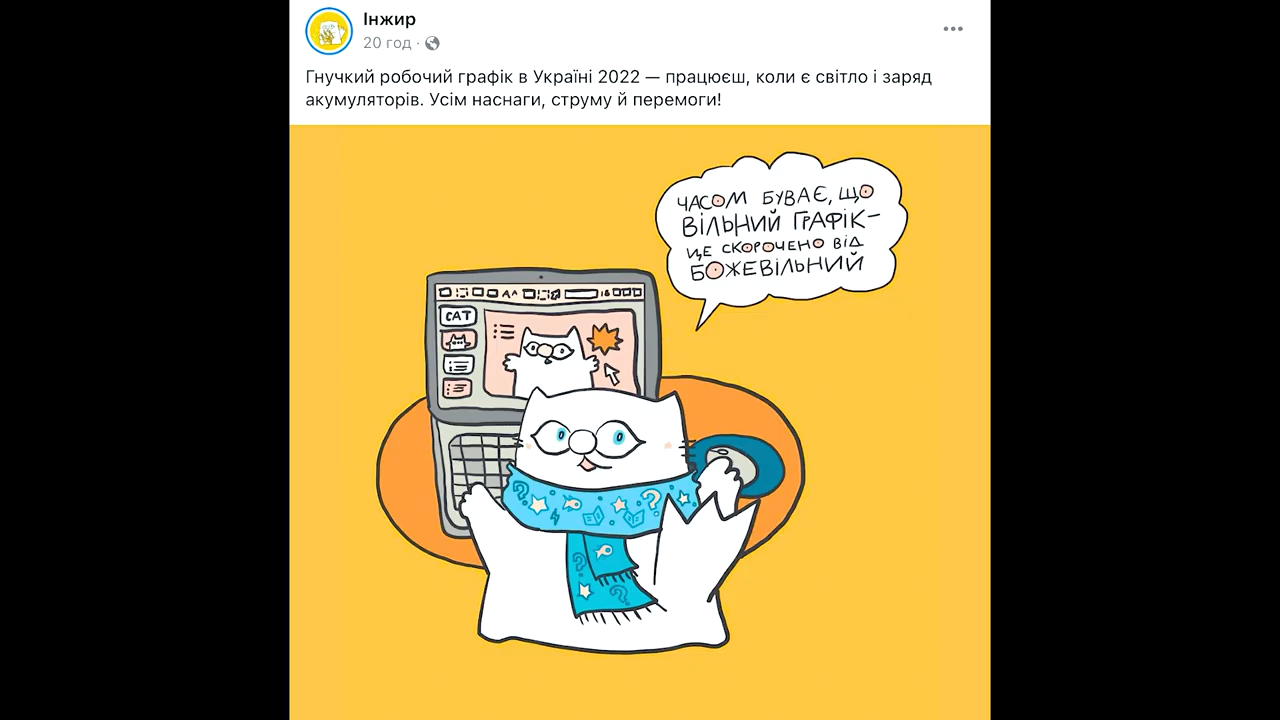 Інжир
20 год ·
Гнучкий робочий графік в Україні 2022 — працюєш, коли є світло і заряд
акумуляторів. Усім наснаги, струму й перемоги!
ЧАСОМ БУВАЄ, ЩО
ВІЛЬНИЙ ГРАФІК–
ЦЕ СКОРОЧЕНО ВІД
БОЖЕВІЛЬНИЙ
CAT